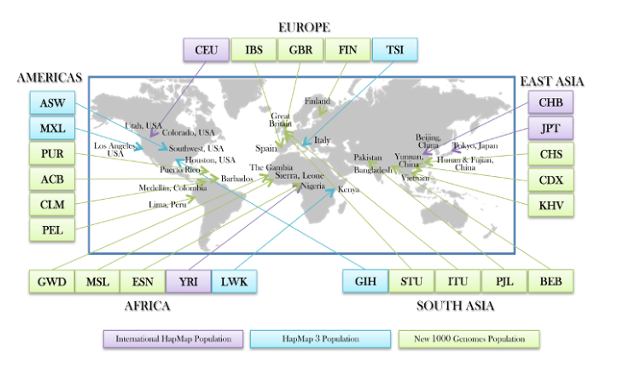 EUROPE
CEU IBS GBR FIN TSI
AMERICAS
EAST ASIA
ASW
MXL
PUR
ACB
CLM
PEL
CHB
JPT
CHS
CDX
KHV
Finland
Great
Britain
Utah, USA
Colorado, USA
Italy
Beijing,
China
Tokyo, Japan
Los Angeles,
USA
Southwest, USA
Spain
Houston, USA
Pakistan
Yunnan,
China
Hunan & Fujian,
China
Puerto Rico
The Gambia
Bangladesh
Barbados
Sierra, Leone
Vietnam
Medellin, Colombia
Nigeria
Kenya
Lima, Peru
GWD MSL ESN YRI LWK
GIH STU ITU PJL BEB
AFRICA
SOUTH ASIA
International HapMap Population
HapMap 3 Population
New 1000 Genomes Population